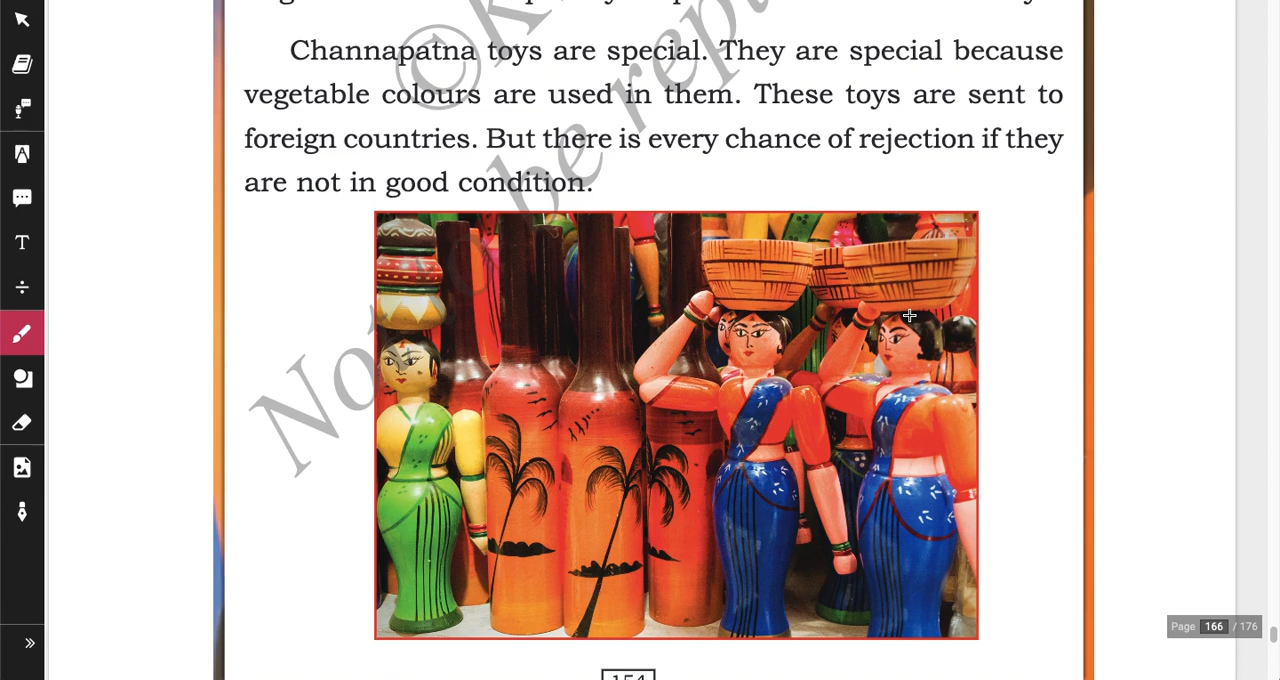 Channapatna toys are special. They are special because
vegetable colours are used in them. These toys are sent to
foreign countries. But there is every chance of rejection if they
are not in good condition.
Page 166 / 176